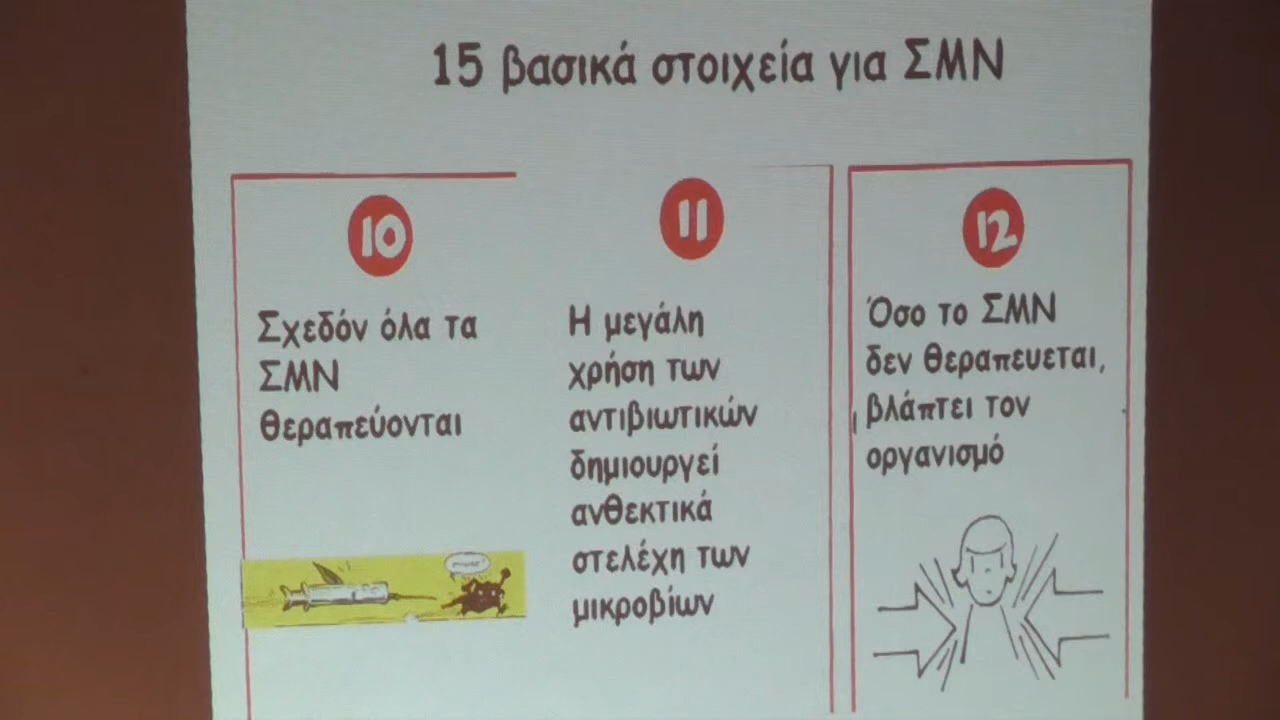 15 βασικά στοιχεία για ΣΜΝ
10
Σχεδόν όλα τα
ΣΜΝ
θεραπεύονται
11
Η μεγάλη
χρήση των
αντιβιωτικών
δημιουργεί
ανθεκτικά
στελέχη των
μικροβίων
12
Όσο το ΣΜΝ
δεν θεραπευεται,
βλάπτει τον
οργανισμό